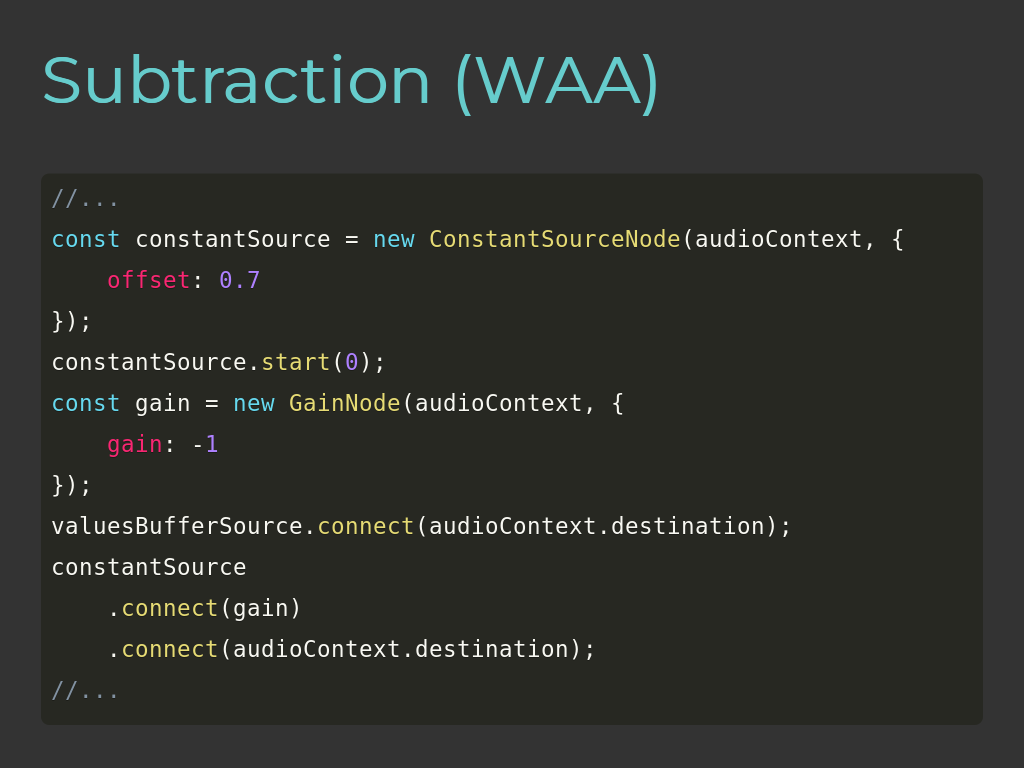 Subtraction (WAA)
//...
const constantSource = new ConstantSourceNode(audioContext, {
    offset: 0.7
});
constantSource.start(0);
const gain = new GainNode(audioContext, {
    gain: -1
});
valuesBufferSource.connect(audioContext.destination);
constantSource
    .connect(gain)
    .connect(audioContext.destination);
//...